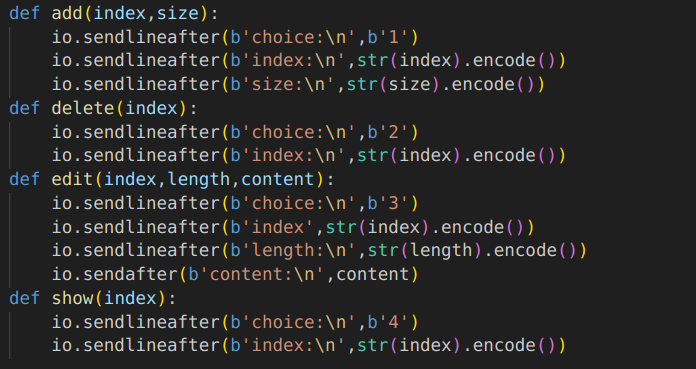 def add(index,size):
    io.sendlineafter(b'choice:\n',b'1')
    io.sendlineafter(b'index:\n',str(index).encode())
    io.sendlineafter(b'size:\n',str(size).encode())
def delete(index):
    io.sendlineafter(b'choice:\n',b'2')
    io.sendlineafter(b'index:\n',str(index).encode())
def edit(index,length,content):
    io.sendlineafter(b'choice:\n',b'3')
    io.sendlineafter(b'index',str(index).encode())
    io.sendlineafter(b'length:\n',str(length).encode())
    io.sendafter(b'content:\n',content)
def show(index):
    io.sendlineafter(b'choice:\n',b'4')
    io.sendlineafter(b'index:\n',str(index).encode())